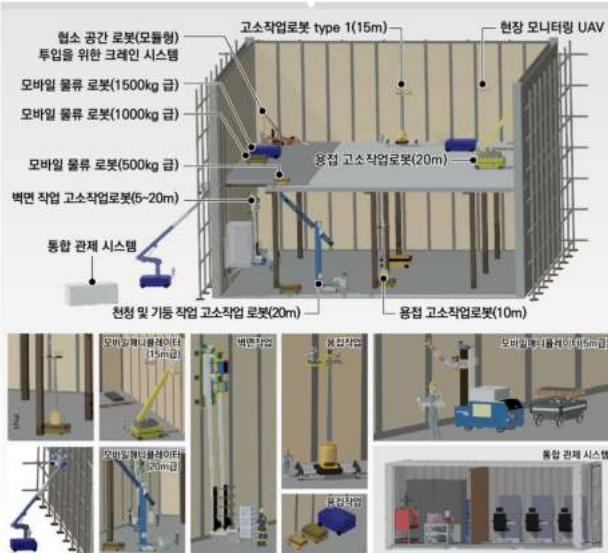 협소 공간 로봇(모듈형)
투입을 위한 크레인 시스템
고소작업로봇 type 1(15m)
현장 모니터링 UAV
모바일 물류 로봇(1500kg 급)
모바일 물류 로봇(1000kg 급)
모바일 물류 로봇(500kg 급)
용접 고소작업로봇(20m)
벽면 작업 고소작업로봇(5~20m)
통합 관제 시스템
천청 및 기둥 작업 고소작업 로봇(20m)
용접 고소작업로봇(10m)
모바일매니퓰레이터
(15m급)
벽면작업
용접작업
모바일매니퓰레이터(5m급)
모바일매니퓰레이터
(20m급)
용접작업
통합 관제 시스템